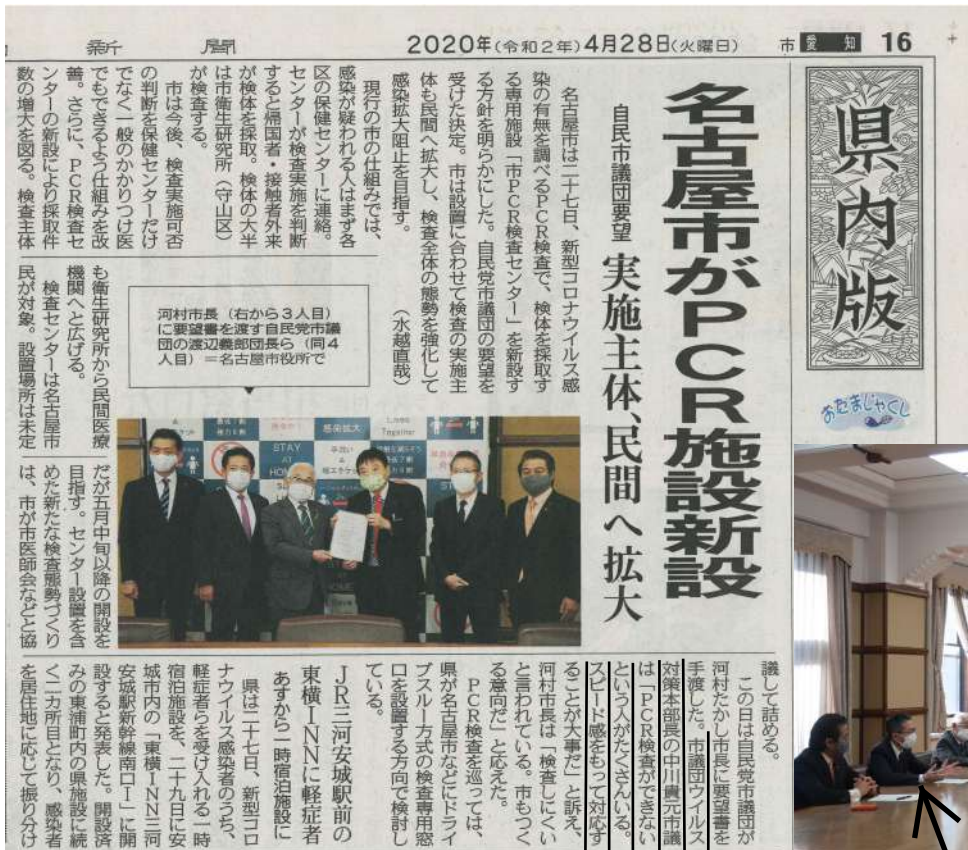 新聞
2020年(令和2年)4月28日(火曜日)
市 愛知 16
県内版
おたまじゃくし
名古屋市がPCR施設新設
自民市議団要望 実施主体、民間へ拡大
名古屋市は二十七日、新型コロナウイルス感
染の有無を調べるPCR検査で、検体を採取す
る専用施設「市PCR検査センター」を新設す
る方針を明らかにした。自民党市議団の要望を
受けた決定。市は設置に合わせて検査の実施主
体も民間へ拡大し、検査全体の態勢を強化して
感染拡大阻止を目指す。
(水越直哉)
現行の市の仕組みでは、
感染が疑われる人はまず各
区の保健センターに連絡。
センターが検査実施を判断
すると帰国者・接触者外来
が検体を採取。検体の大半
は市衛生研究所(守山区)
が検査する。
市は今後、検査実施可否
の判断を保健センターだけ
でなく一般のかかりつけ医
でもできるよう仕組みを改
善。さらに、PCR検査セ
ンターの新設により採取件
数の増大を図る。検査主体
も衛生研究所から民間医療
機関へと広げる。
検査センターは名古屋市
民が対象。設置場所は未定
河村市長(右から3人目)
に要望書を渡す自民党市議
団の渡辺義郎団長ら(同4
人目)=名古屋市役所で
感染拡大
Together
STAY
AT
HOME
手洗い
&
咳エチケット
だが五月中旬以降の開設を
目指す。センター設置を含
めた新たな検査態勢づくり
は、市が市医師会などと協
議して詰める。
この日は自民党市議団が
河村たかし市長に要望書を
手渡した。市議団ウイルス
対策本部長の中川貴元市議
は「PCR検査ができない
という人がたくさんいる。
スピード感をもって対応す
ることが大事だ」と訴え、
河村市長は「検査しにくい
と言われている。市もつく
る意向だ」と応えた。
PCR検査を巡っては、
県が名古屋市などにドライ
ブスルー方式の検査専用窓
口を設置する方向で検討し
ている。
JR三河安城駅前の
東横INNに軽症者
あすから一時宿泊施設に
県は二十七日、新型コロ
ナウイルス感染者のうち、
軽症者らを受け入れる一時
宿泊施設を、二十九日に安
城市内の「東横INN三河
安城駅新幹線南口Ⅰ」に開
設すると発表した。開設済
みの東浦町内の県施設に続
く二カ所目となり、感染者
を居住地に応じて振り分け